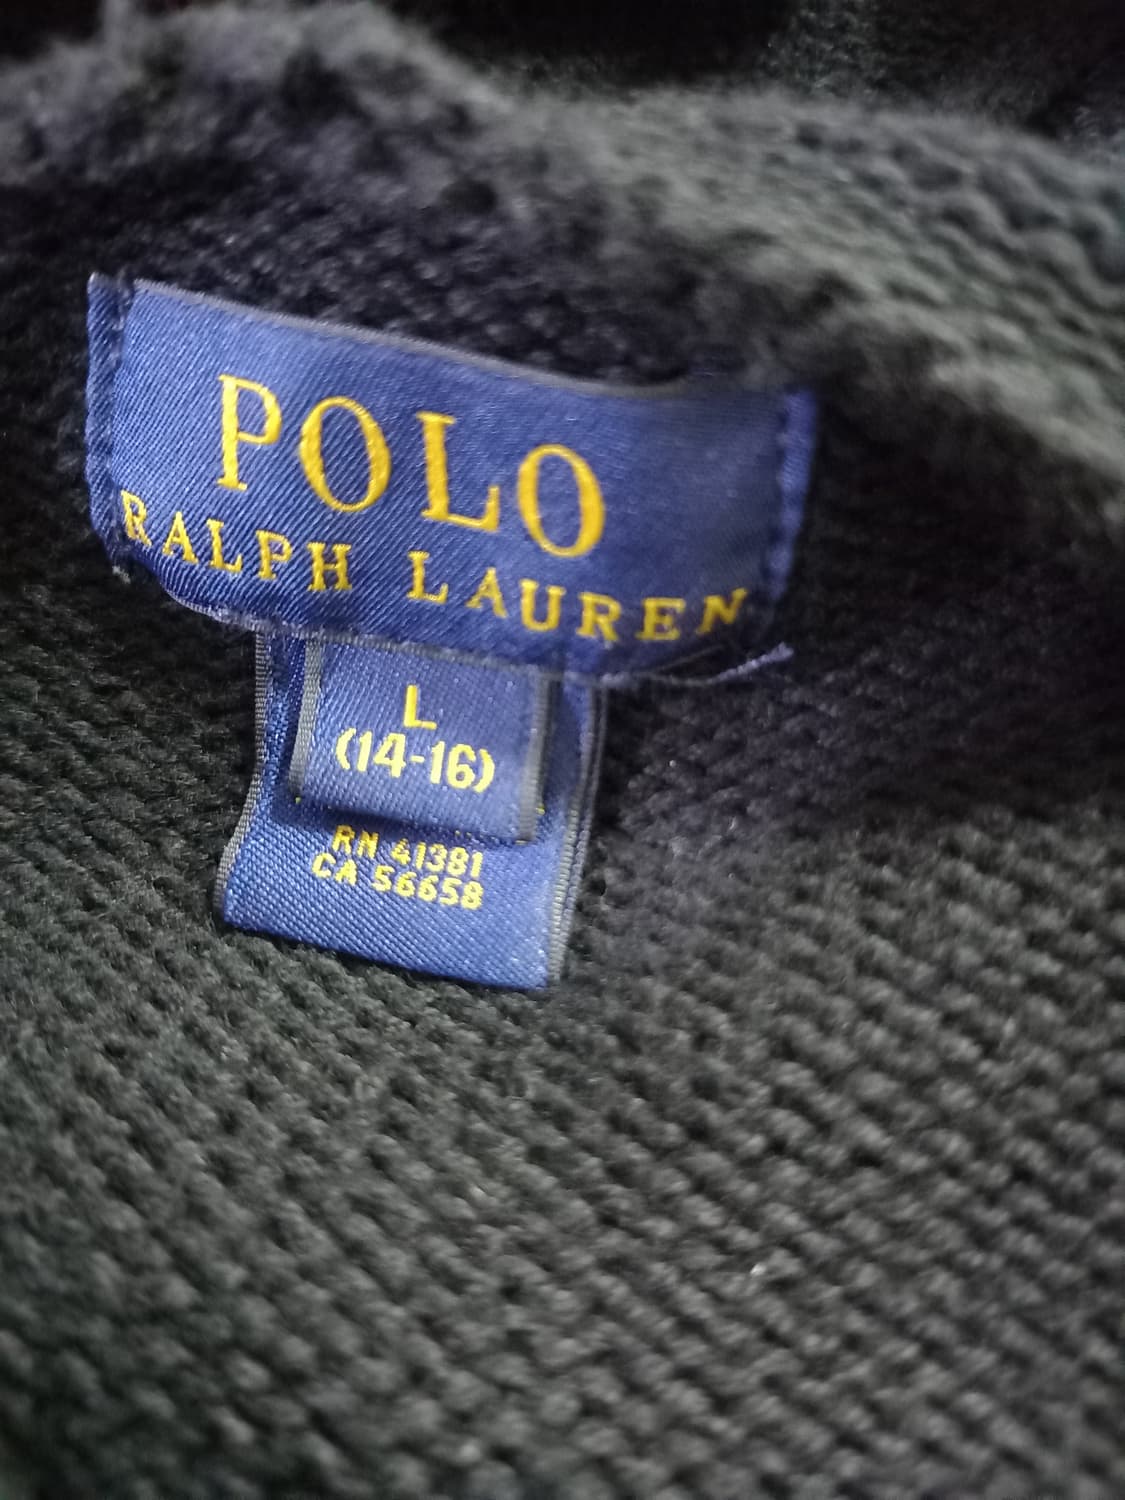 POLO
RALPH LAUREN
L
(14-16)
RN 41381
CA 56658